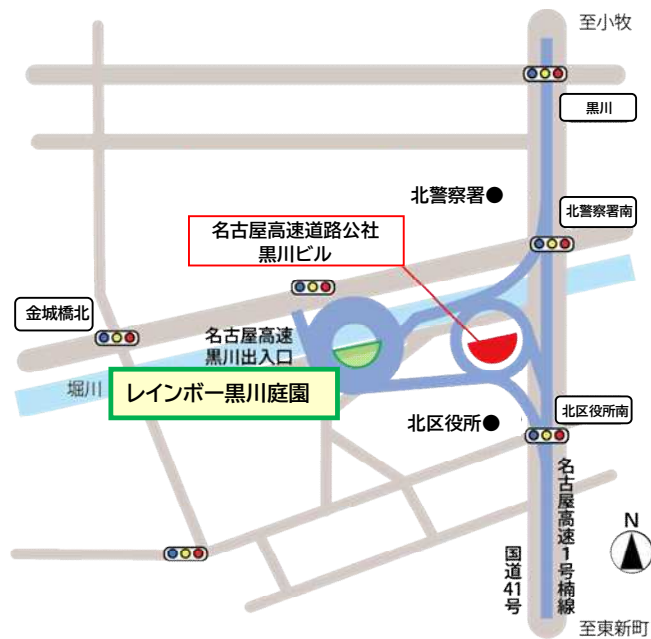 至小牧
黒川
北警察署●
北警察署南
名古屋高速道路公社
黒川ビル
金城橋北
名古屋高速
黒川出入口
堀川
レインボー黒川庭園
北区役所●
北区役所南
名古屋高速1号楠線
国道41号
N
至東新町